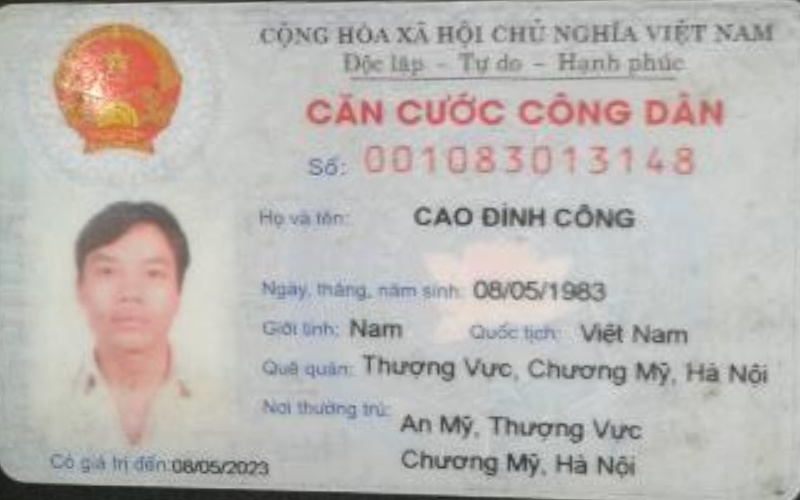 CỘNG HÒA XÃ HỘI CHỦ NGHĨA VIỆT NAM
Độc lập - Tự do - Hạnh phúc
CĂN CƯỚC CÔNG DÂN
Số: 001083013148
Họ và tên: CAO ĐÌNH CÔNG
Ngày, tháng, năm sinh: 08/05/1983
Giới tính: Nam Quốc tịch: Việt Nam
Quê quán: Thượng Vực, Chương Mỹ, Hà Nội
Nơi thường trú: An Mỹ, Thượng Vực
Chương Mỹ, Hà Nội
Có giá trị đến: 08/05/2023